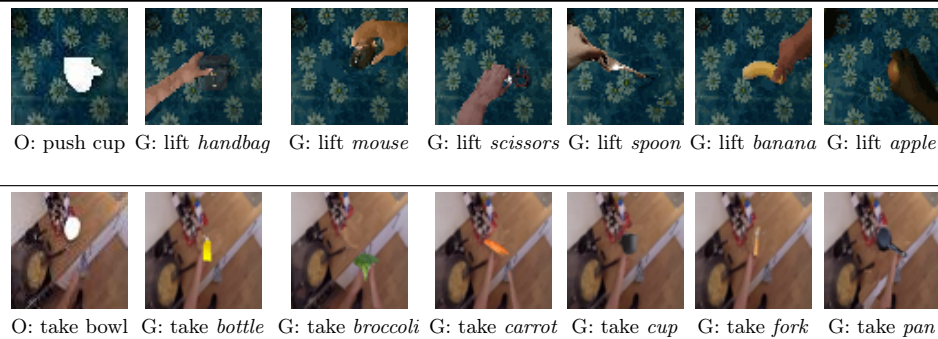 O: push cup G: lift handbag G: lift mouse G: lift scissors G: lift spoon G: lift banana G: lift apple
O: take bowl G: take bottle G: take broccoli G: take carrot G: take cup G: take fork G: take pan